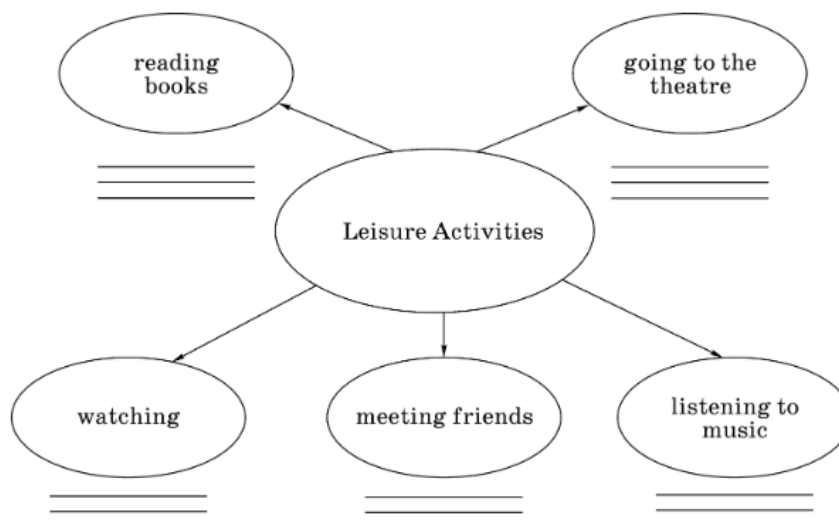 reading
books
going to the
theatre
Leisure Activities
watching
meeting friends
listening to
music